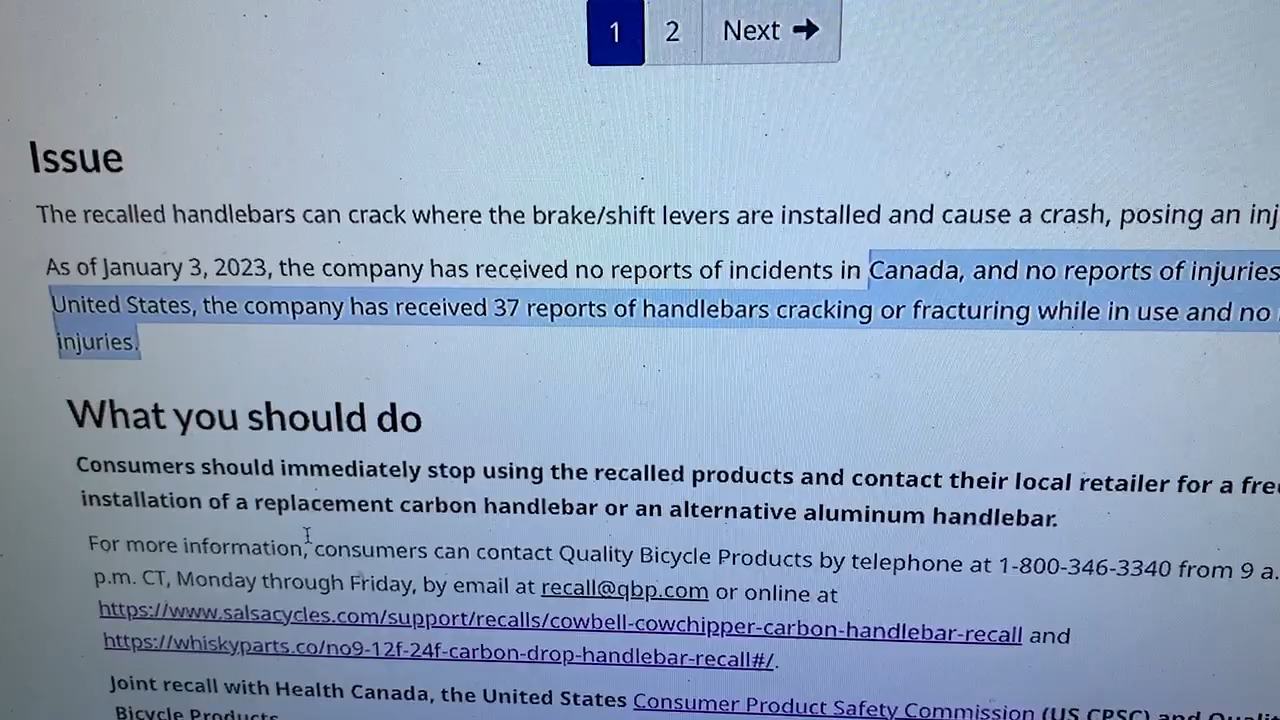 1 2 Next →
Issue
The recalled handlebars can crack where the brake/shift levers are installed and cause a crash, posing an inj
As of January 3, 2023, the company has received no reports of incidents in Canada, and no reports of injuries
United States, the company has received 37 reports of handlebars cracking or fracturing while in use and no
injuries.
What you should do
Consumers should immediately stop using the recalled products and contact their local retailer for a fre
installation of a replacement carbon handlebar or an alternative aluminum handlebar.
For more information, consumers can contact Quality Bicycle Products by telephone at 1-800-346-3340 from 9 a.
p.m. CT, Monday through Friday, by email at recall@qbp.com or online at
https://www.salsacycles.com/support/recalls/cowbell-cowchipper-carbon-handlebar-recall and
https://whiskyparts.co/no9-12f-24f-carbon-drop-handlebar-recall#/.
Joint recall with Health Canada, the United States Consumer Product Safety Commission (US CPSC) and Quali
Bicycle Products